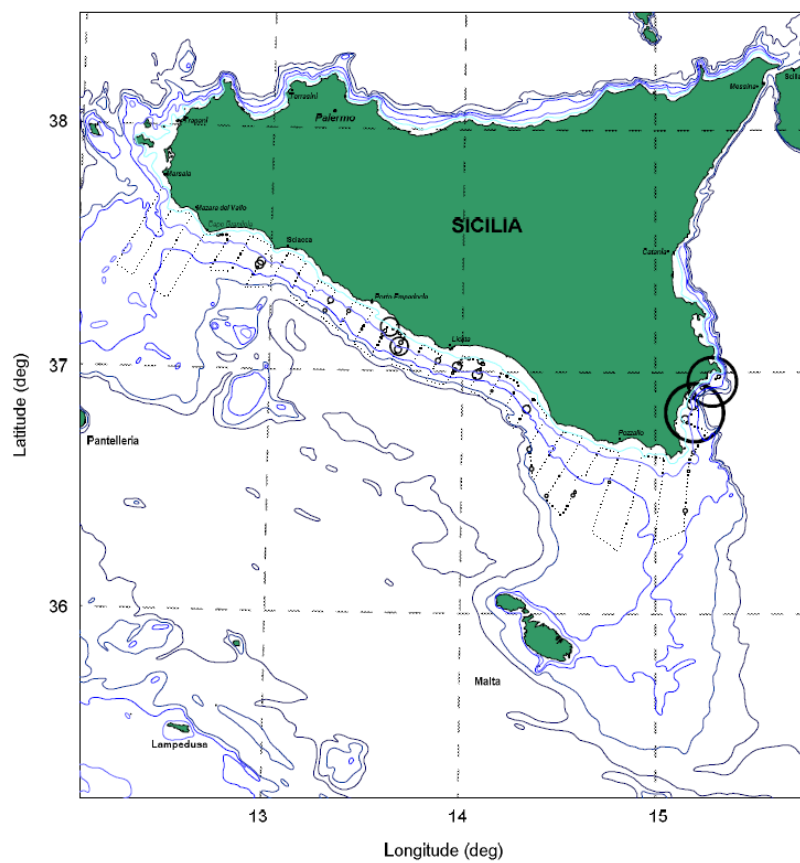 Messina
Scilla
Terrasini
Trapani
Palermo
38
Marsala
Mazara del Vallo
Capo Granitola
SICILIA
Sciacca
Catania
Porto Empedocle
Licata
37
Pozzallo
Pantelleria
Latitude (deg)
36
Malta
Lampedusa
13
14
15
Longitude (deg)